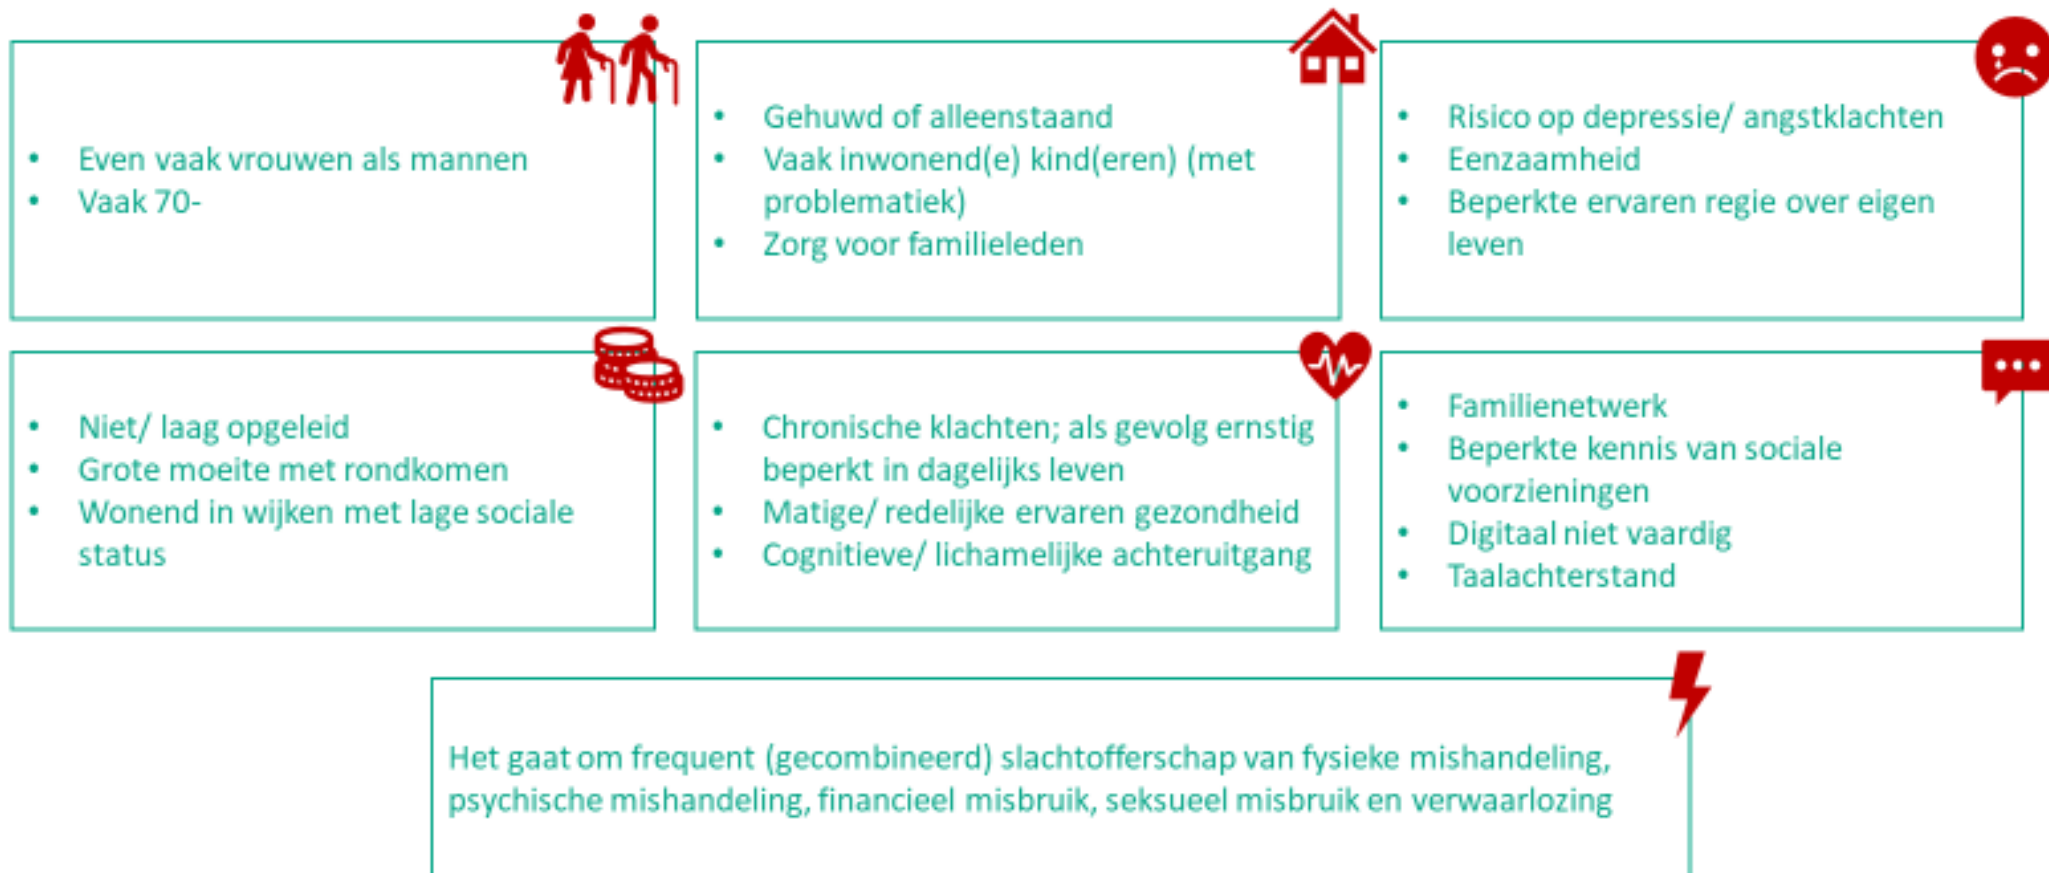 • Even vaak vrouwen als mannen
• Vaak 70-
• Gehuwd of alleenstaand
• Vaak inwonend(e) kind(eren) (met
problematiek)
• Zorg voor familieleden
• Risico op depressie/ angstklachten
• Eenzaamheid
• Beperkte ervaren regie over eigen
leven
• Niet/ laag opgeleid
• Grote moeite met rondkomen
• Wonend in wijken met lage sociale
status
• Chronische klachten; als gevolg ernstig
beperkt in dagelijks leven
• Matige/ redelijke ervaren gezondheid
• Cognitieve/ lichamelijke achteruitgang
• Familienetwerk
• Beperkte kennis van sociale
voorzieningen
• Digitaal niet vaardig
• Taalachterstand
Het gaat om frequent (gecombineerd) slachtofferschap van fysieke mishandeling,
psychische mishandeling, financieel misbruik, seksueel misbruik en verwaarlozing